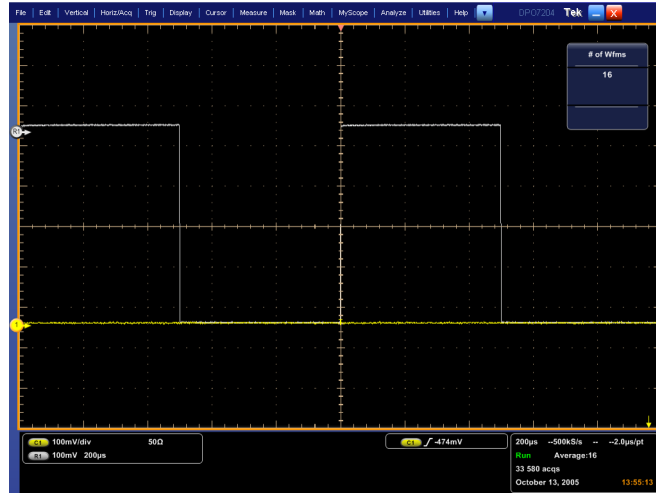 File Edit Vertical Horiz/Acq Trig Display Cursor Measure Mask Math MyScope Analyze Utilities Help DPO7204 Tek X
# of Wfms
16
R1
1
C1 100mV/div 50Ω
R1 100mV 200µs
C1 -474mV
200µs --500kS/s -- --2.0µs/pt
Run Average:16
33 580 acqs
October 13, 2005 13:55:13